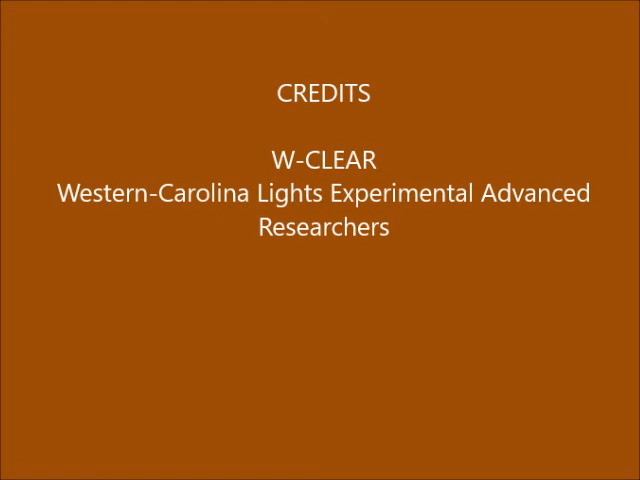 CREDITS
W-CLEAR
Western-Carolina Lights Experimental Advanced
Researchers